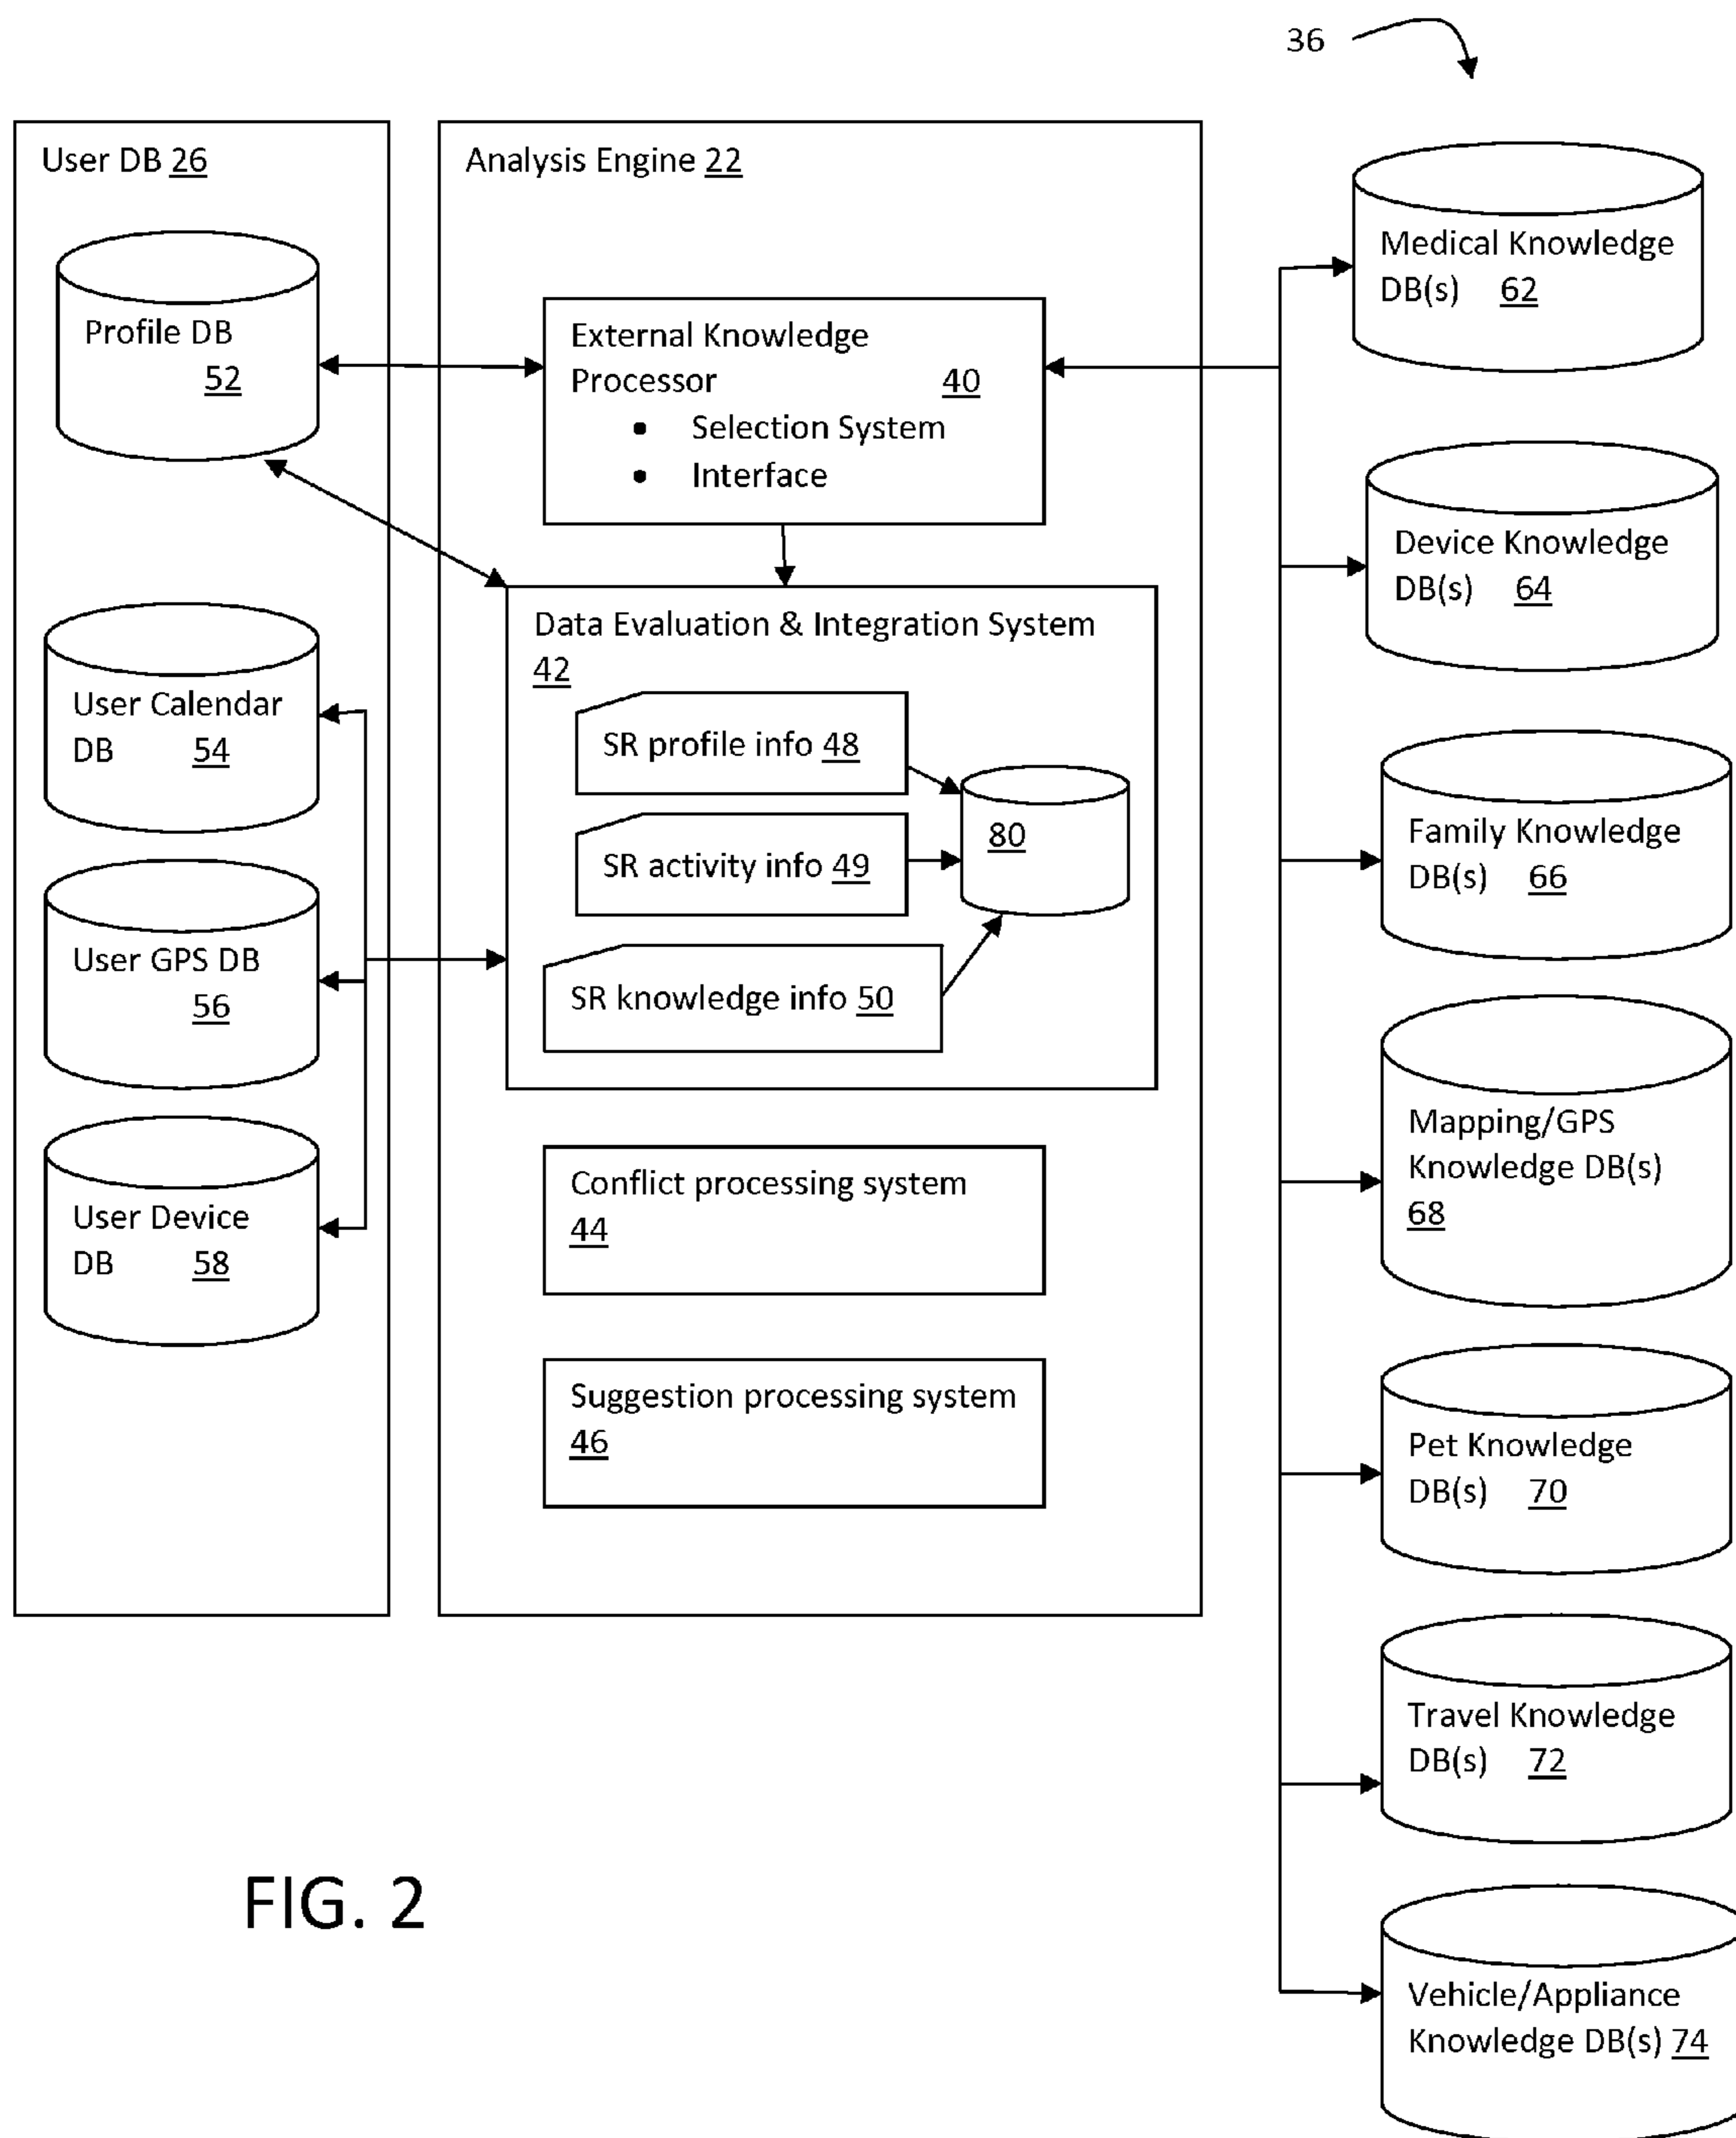 36
User DB 26
Profile DB
52
User Calendar
DB 54
User GPS DB
56
User Device
DB 58
Analysis Engine 22
External Knowledge
Processor 40
• Selection System
• Interface
Data Evaluation & Integration System
42
SR profile info 48
SR activity info 49
SR knowledge info 50
80
Conflict processing system
44
Suggestion processing system
46
Medical Knowledge
DB(s) 62
Device Knowledge
DB(s) 64
Family Knowledge
DB(s) 66
Mapping/GPS
Knowledge DB(s)
68
Pet Knowledge
DB(s) 70
Travel Knowledge
DB(s) 72
Vehicle/Appliance
Knowledge DB(s) 74
FIG. 2